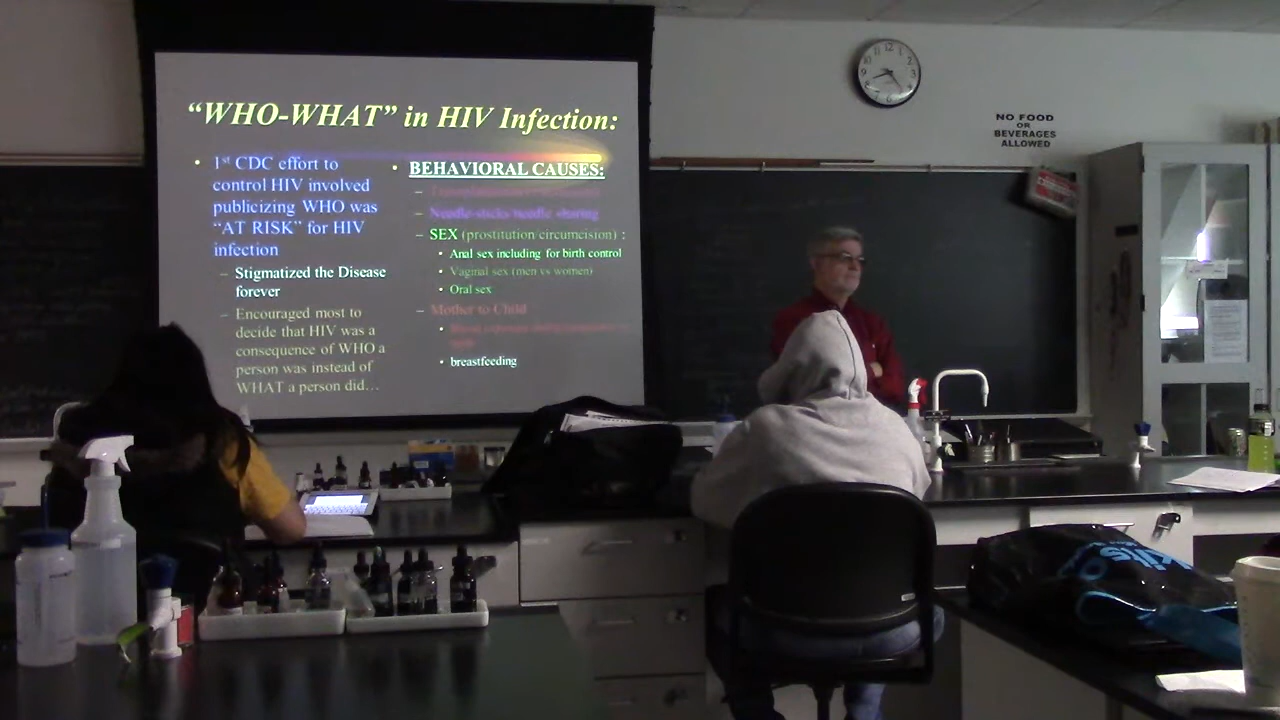 “WHO-WHAT” in HIV Infection:
• 1st CDC effort to
control HIV involved
publicizing WHO was
“AT RISK” for HIV
infection
– Stigmatized the Disease
forever
– Encouraged most to
decide that HIV was a
consequence of WHO a
person was instead of
WHAT a person did…
• BEHAVIORAL CAUSES:
– Needle-sticks/needle sharing
– SEX (prostitution/circumcision) :
• Anal sex including for birth control
• Vaginal sex (men vs women)
• Oral sex
– Mother to Child
• breastfeeding
NO FOOD
OR
BEVERAGES
ALLOWED